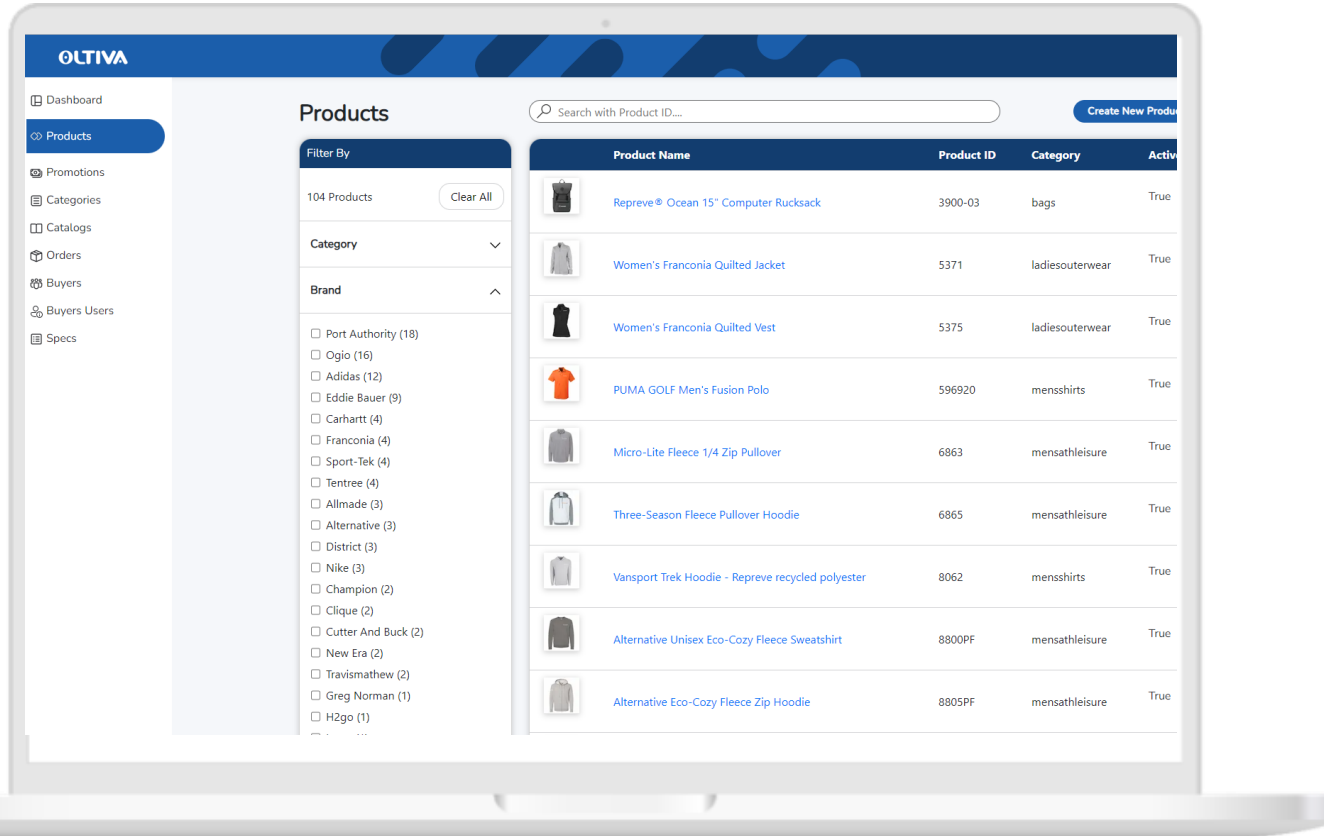 OLTIVA
Dashboard
Products
Promotions
Categories
Catalogs
Orders
Buyers
Buyers Users
Specs
Products
Search with Product ID....
Create New Produc
Filter By
104 Products
Clear All
Category
Brand
Port Authority (18)
Ogio (16)
Adidas (12)
Eddie Bauer (9)
Carhartt (4)
Franconia (4)
Sport-Tek (4)
Tentree (4)
Allmade (3)
Alternative (3)
District (3)
Nike (3)
Champion (2)
Clique (2)
Cutter And Buck (2)
New Era (2)
Travismathew (2)
Greg Norman (1)
H2go (1)
Product Name Product ID Category Activ
Repreve® Ocean 15" Computer Rucksack 3900-03 bags True
Women's Franconia Quilted Jacket 5371 ladiesouterwear True
Women's Franconia Quilted Vest 5375 ladiesouterwear True
PUMA GOLF Men's Fusion Polo 596920 mensshirts True
Micro-Lite Fleece 1/4 Zip Pullover 6863 mensathleisure True
Three-Season Fleece Pullover Hoodie 6865 mensathleisure True
Vansport Trek Hoodie - Repreve recycled polyester 8062 mensshirts True
Alternative Unisex Eco-Cozy Fleece Sweatshirt 8800PF mensathleisure True
Alternative Eco-Cozy Fleece Zip Hoodie 8805PF mensathleisure True